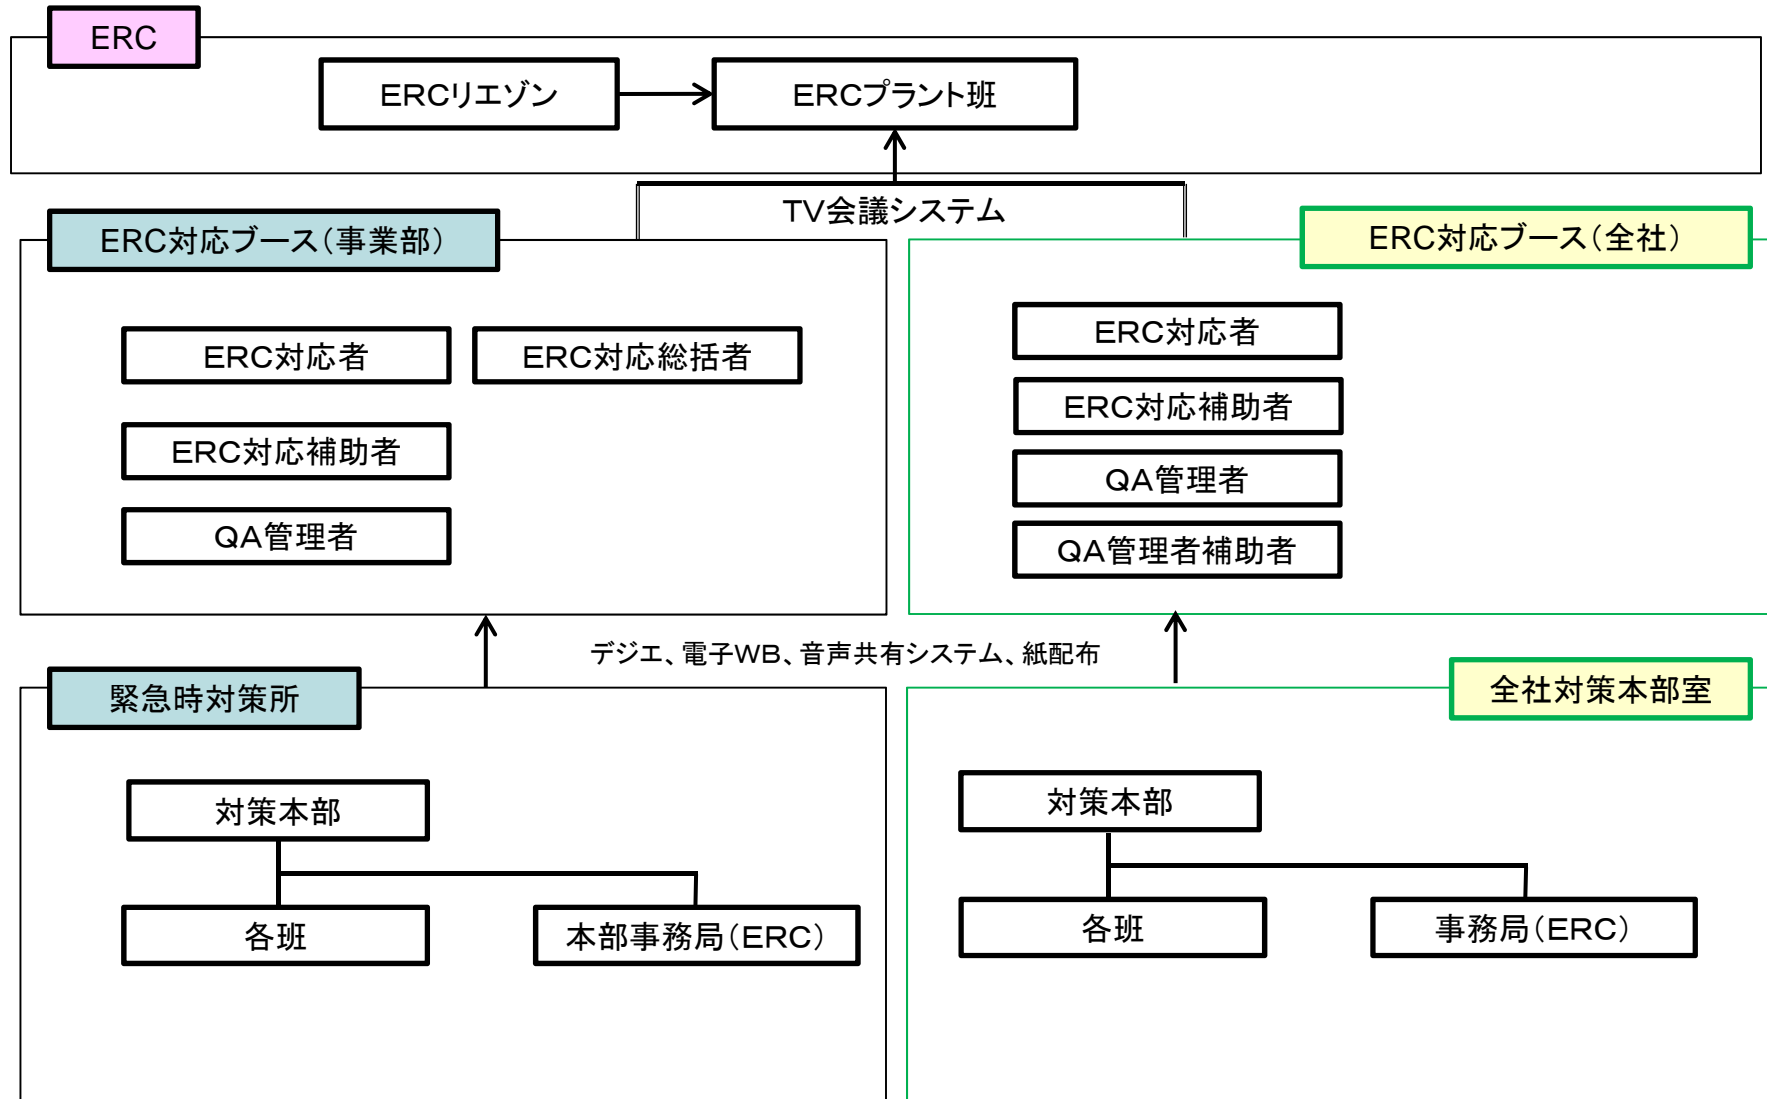 ERC
ERCリエゾン
ERCプラント班
TV会議システム
ERC対応ブース(事業部)
ERC対応ブース(全社)
ERC対応者
ERC対応総括者
ERC対応補助者
QA管理者
ERC対応者
ERC対応補助者
QA管理者
QA管理者補助者
デジエ、電子WB、音声共有システム、紙配布
緊急時対策所
全社対策本部室
対策本部
各班
本部事務局(ERC)
対策本部
各班
事務局(ERC)